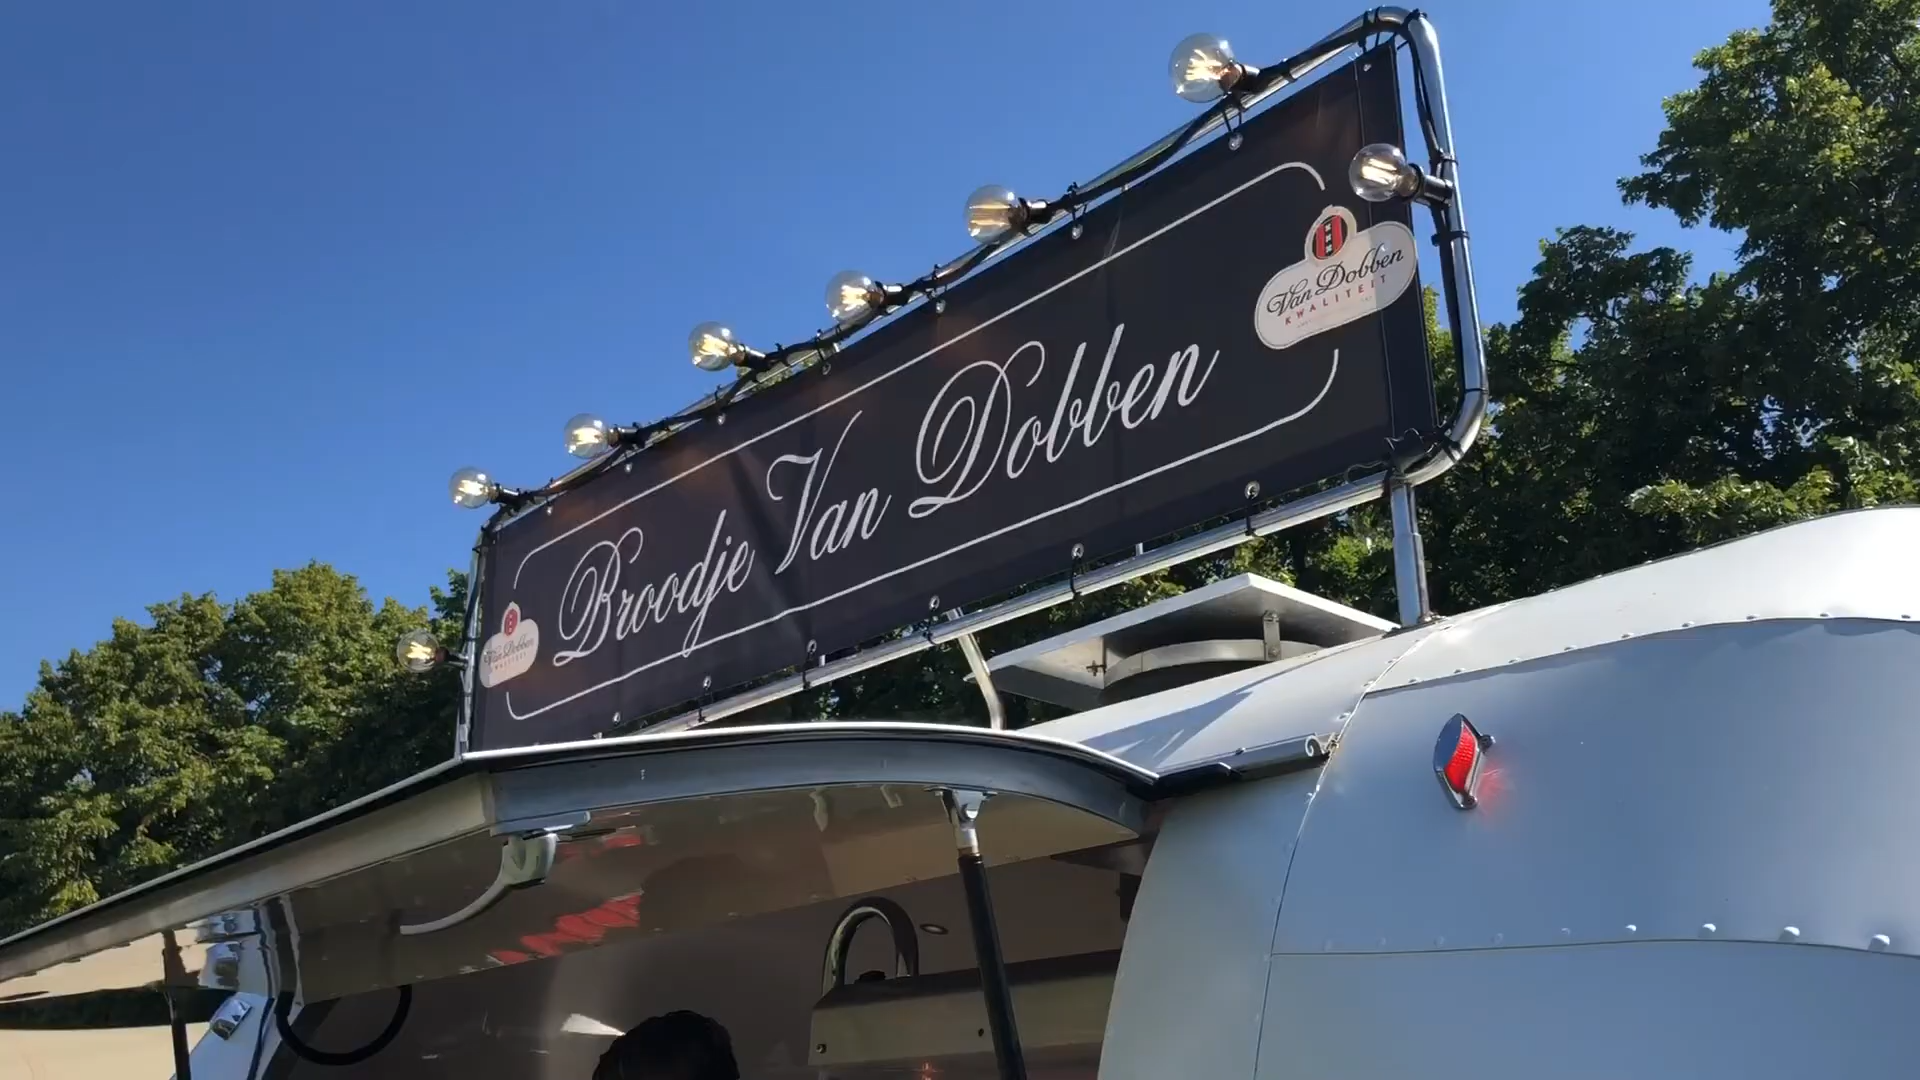 Broodje Van Dobben
Van Dobben
KWALITEIT
Van Dobben
KWALITEIT